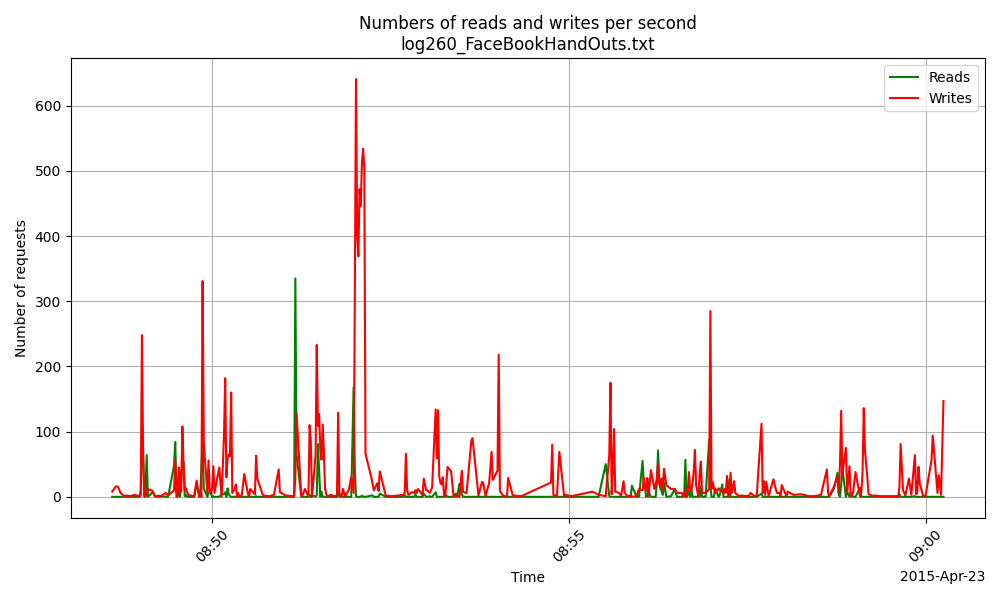 Numbers of reads and writes per second
log260_FaceBookHandOuts.txt
Reads
Writes
Number of requests
600
500
400
300
200
100
0
08:50
08:55
09:00
Time
2015-Apr-23